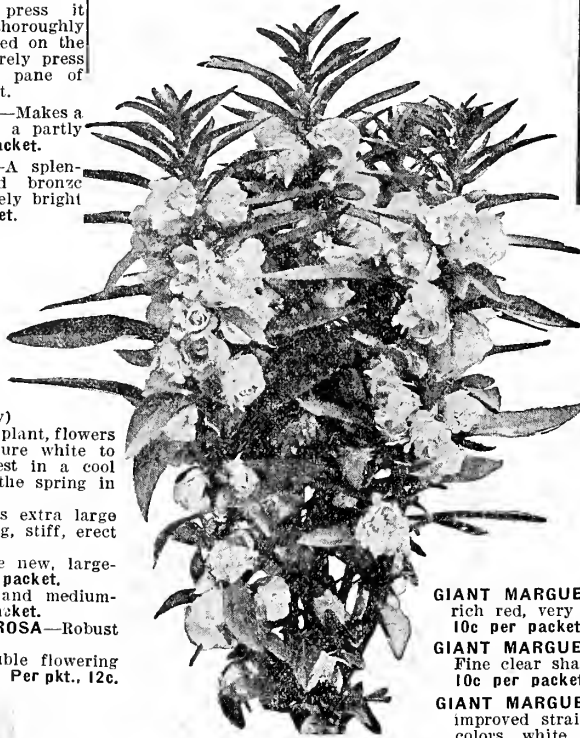 press it
thoroughly
ed on the
rely press
pane of
t.
—Makes a
a partly
acket.
-A splen-
d bronze
ely bright
et.
y)
plant, flowers
ure white to
est in a cool
the spring in
s extra large
g, stiff, erect
e new, large-
packet.
and medium-
acket.
ROSA—Robust
ble flowering
Per pkt., 12c.
GIANT MARGUE
rich red, very
10c per packet
GIANT MARGUE
Fine clear sha
10c per packet
GIANT MARGUE
improved strai
colors, white